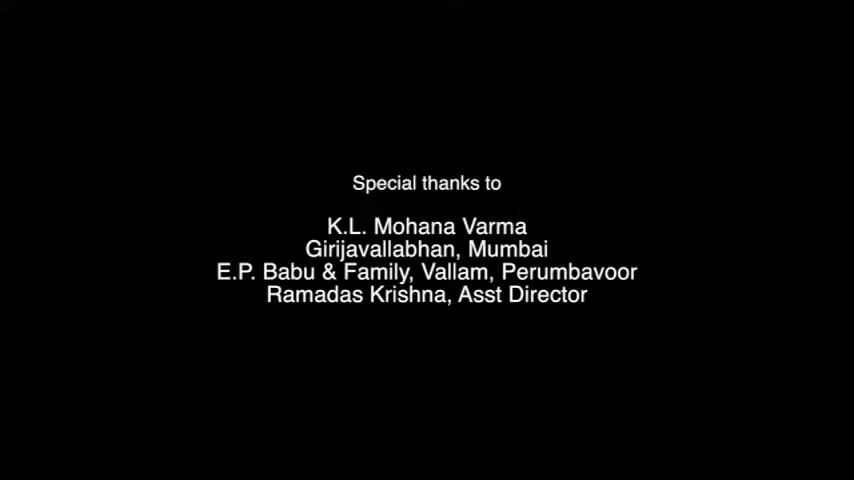 Special thanks to
K.L. Mohana Varma
Girijavallabhan, Mumbai
E.P. Babu & Family, Vallam, Perumbavoor
Ramadas Krishna, Asst Director